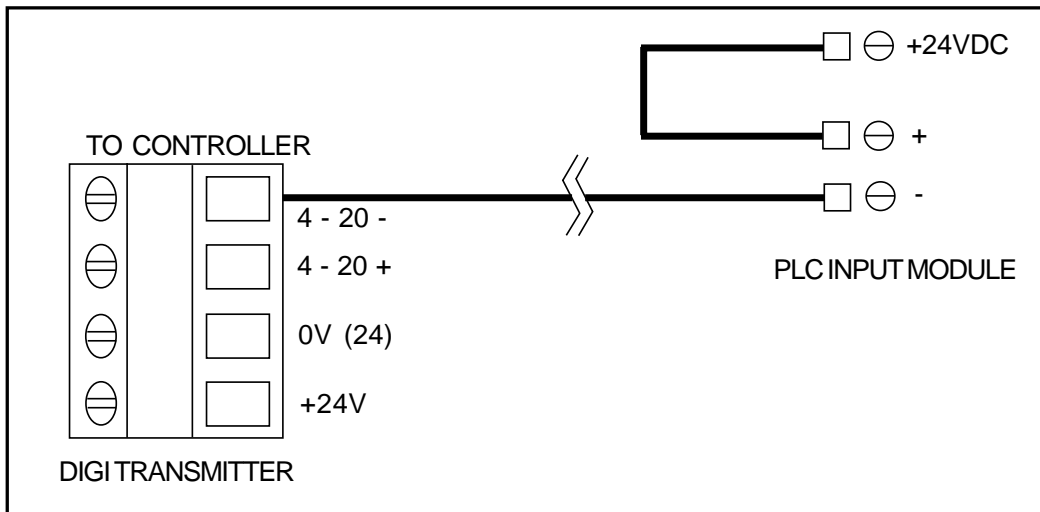 +24VDC
+
-
TO CONTROLLER
4 - 20 -
4 - 20 +
0V (24)
+24V
PLC INPUT MODULE
DIGI TRANSMITTER